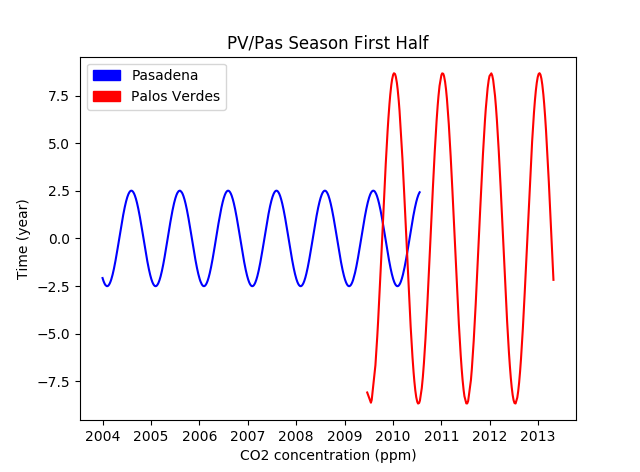 PV/Pas Season First Half
Pasadena
Palos Verdes
Time (year)
7.5
5.0
2.5
0.0
−2.5
−5.0
−7.5
2004 2005 2006 2007 2008 2009 2010 2011 2012 2013
CO2 concentration (ppm)